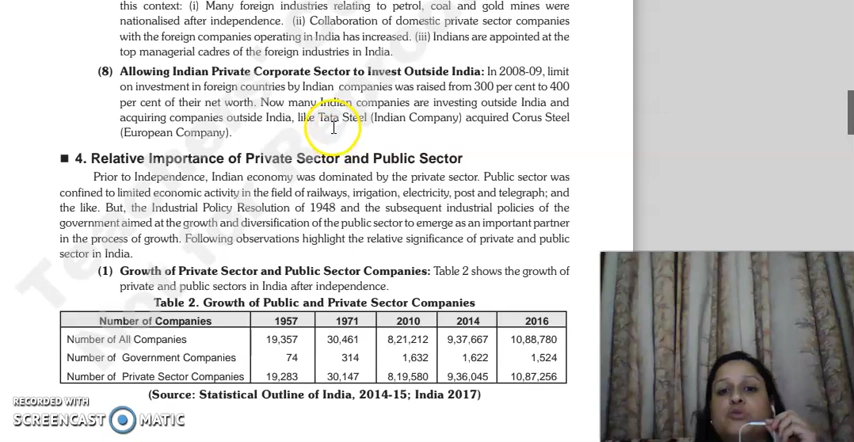 this context: (i) Many foreign industries relating to petrol, coal and gold mines were
nationalised after independence. (ii) Collaboration of domestic private sector companies
with the foreign companies operating in India has increased. (iii) Indians are appointed at the
top managerial cadres of the foreign industries in India.
(8) Allowing Indian Private Corporate Sector to Invest Outside India: In 2008-09, limit
on investment in foreign countries by Indian companies was raised from 300 per cent to 400
per cent of their net worth. Now many Indian companies are investing outside India and
acquiring companies outside India, like Tata Steel (Indian Company) acquired Corus Steel
(European Company).
■ 4. Relative Importance of Private Sector and Public Sector
Prior to Independence, Indian economy was dominated by the private sector. Public sector was
confined to limited economic activity in the field of railways, irrigation, electricity, post and telegraph; and
the like. But, the Industrial Policy Resolution of 1948 and the subsequent industrial policies of the
government aimed at the growth and diversification of the public sector to emerge as an important partner
in the process of growth. Following observations highlight the relative significance of private and public
sector in India.
(1) Growth of Private Sector and Public Sector Companies: Table 2 shows the growth of
private and public sectors in India after independence.
Table 2. Growth of Public and Private Sector Companies
Number of Companies 1957 1971 2010 2014 2016
Number of All Companies 19,357 30,461 8,21,212 9,37,667 10,88,780
Number of Government Companies 74 314 1,632 1,622 1,524
Number of Private Sector Companies 19,283 30,147 8,19,580 9,36,045 10,87,256
(Source: Statistical Outline of India, 2014-15; India 2017)
RECORDED WITH
SCREENCAST MATIC